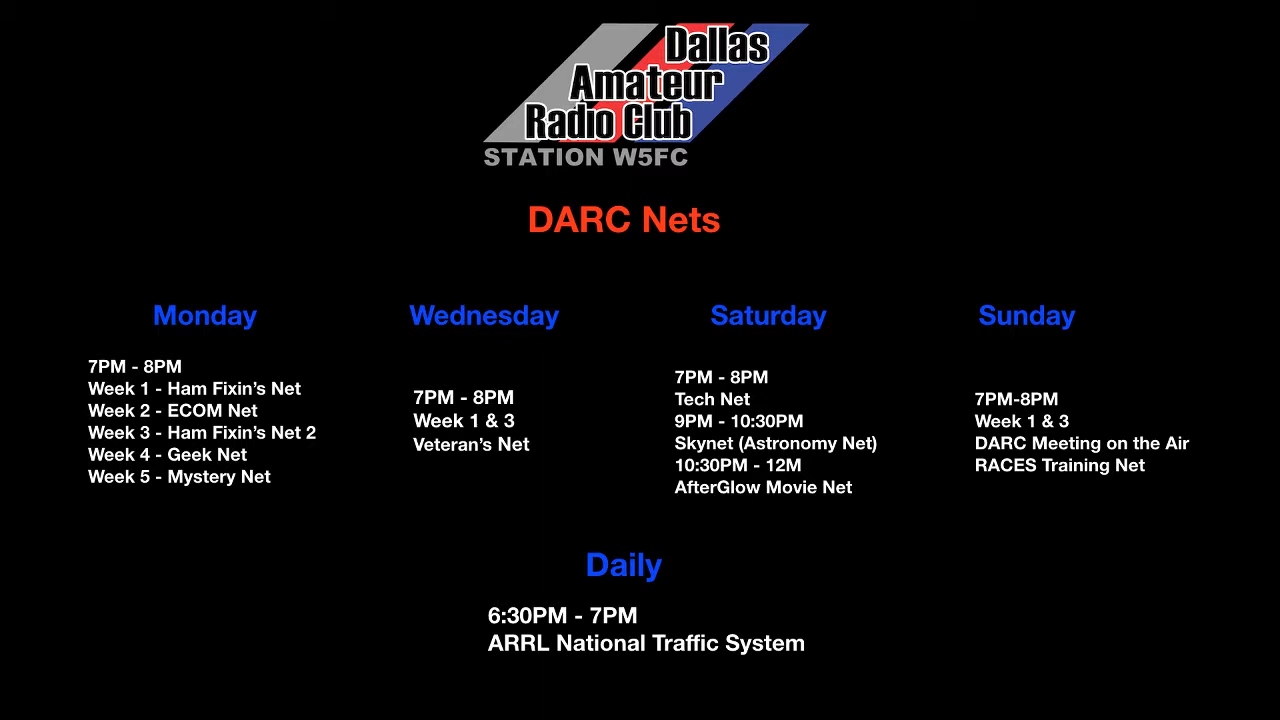 Dallas
Amateur
Radio Club
STATION W5FC
DARC Nets
Monday
7PM - 8PM
Week 1 - Ham Fixin’s Net
Week 2 - ECOM Net
Week 3 - Ham Fixin’s Net 2
Week 4 - Geek Net
Week 5 - Mystery Net
Wednesday
7PM - 8PM
Week 1 & 3
Veteran’s Net
Saturday
7PM - 8PM
Tech Net
9PM - 10:30PM
Skynet (Astronomy Net)
10:30PM - 12M
AfterGlow Movie Net
Sunday
7PM-8PM
Week 1 & 3
DARC Meeting on the Air
RACES Training Net
Daily
6:30PM - 7PM
ARRL National Traffic System